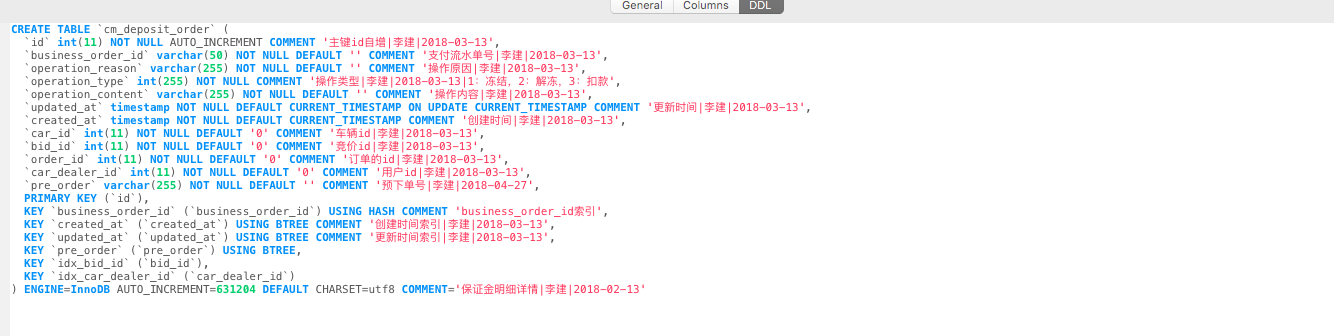 General Columns DDL
CREATE TABLE `cm_deposit_order` (
`id` int(11) NOT NULL AUTO_INCREMENT COMMENT '主键id自增|李建|2018-03-13',
`business_order_id` varchar(50) NOT NULL DEFAULT '' COMMENT '支付流水单号|李建|2018-03-13',
`operation_reason` varchar(255) NOT NULL DEFAULT '' COMMENT '操作原因|李建|2018-03-13',
`operation_type` int(255) NOT NULL COMMENT '操作类型|李建|2018-03-13|1：冻结，2：解冻，3：扣款',
`operation_content` varchar(255) NOT NULL DEFAULT '' COMMENT '操作内容|李建|2018-03-13',
`updated_at` timestamp NOT NULL DEFAULT CURRENT_TIMESTAMP ON UPDATE CURRENT_TIMESTAMP COMMENT '更新时间|李建|2018-03-13',
`created_at` timestamp NOT NULL DEFAULT CURRENT_TIMESTAMP COMMENT '创建时间|李建|2018-03-13',
`car_id` int(11) NOT NULL DEFAULT '0' COMMENT '车辆id|李建|2018-03-13',
`bid_id` int(11) NOT NULL DEFAULT '0' COMMENT '竞价id|李建|2018-03-13',
`order_id` int(11) NOT NULL DEFAULT '0' COMMENT '订单的id|李建|2018-03-13',
`car_dealer_id` int(11) NOT NULL DEFAULT '0' COMMENT '用户id|李建|2018-03-13',
`pre_order` varchar(255) NOT NULL DEFAULT '' COMMENT '预下单号|李建|2018-04-27',
PRIMARY KEY (`id`),
KEY `business_order_id` (`business_order_id`) USING HASH COMMENT 'business_order_id索引',
KEY `created_at` (`created_at`) USING BTREE COMMENT '创建时间索引|李建|2018-03-13',
KEY `updated_at` (`updated_at`) USING BTREE COMMENT '更新时间索引|李建|2018-03-13',
KEY `pre_order` (`pre_order`) USING BTREE,
KEY `idx_bid_id` (`bid_id`),
KEY `idx_car_dealer_id` (`car_dealer_id`)
) ENGINE=InnoDB AUTO_INCREMENT=631204 DEFAULT CHARSET=utf8 COMMENT='保证金明细详情|李建|2018-02-13'